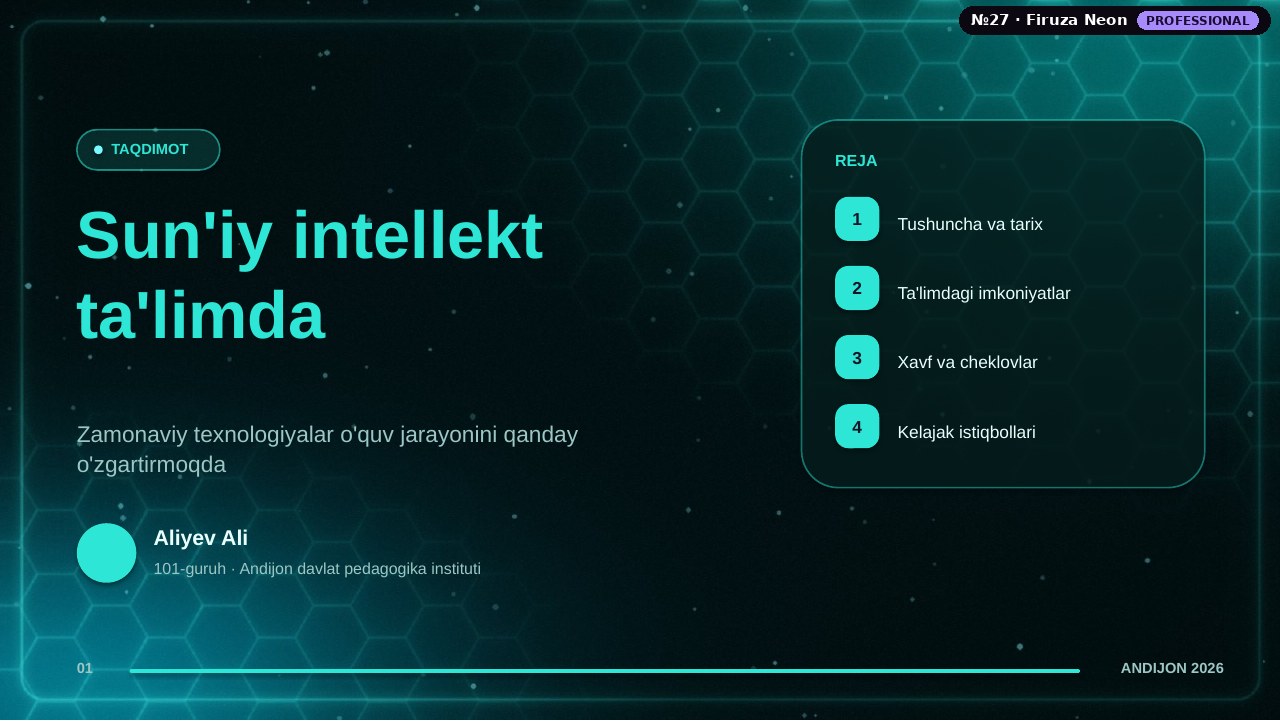 №27 · Firuza Neon PROFESSIONAL
TAQDIMOT
Sun'iy intellekt
ta'limda
Zamonaviy texnologiyalar o'quv jarayonini qanday
o'zgartirmoqda
Aliyev Ali
101-guruh · Andijon davlat pedagogika instituti
REJA
1 Tushuncha va tarix
2 Ta'limdagi imkoniyatlar
3 Xavf va cheklovlar
4 Kelajak istiqbollari
01
ANDIJON 2026